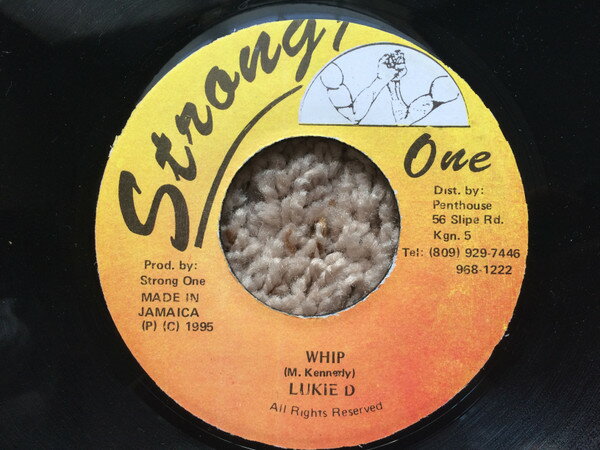 Strong
One
Dist. by:
Penthouse
56 Slipe Rd.
Kgn. 5
Tel: (809) 929-7446
968-1222
Prod. by:
Strong One
MADE IN
JAMAICA
(P) (C) 1995
WHIP
(M. Kennerly)
LUKIE D
All Rights Reserved